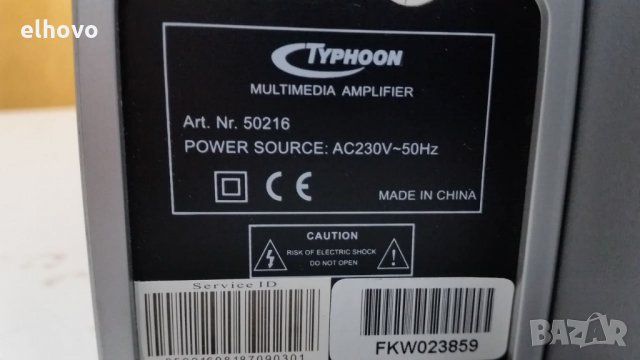 elhovo
TYPHOON
MULTIMEDIA AMPLIFIER
Art. Nr. 50216
POWER SOURCE: AC230V~50Hz
CE
MADE IN CHINA
CAUTION
RISK OF ELECTRIC SHOCK
DO NOT OPEN
Service ID
FKW023859
bazar